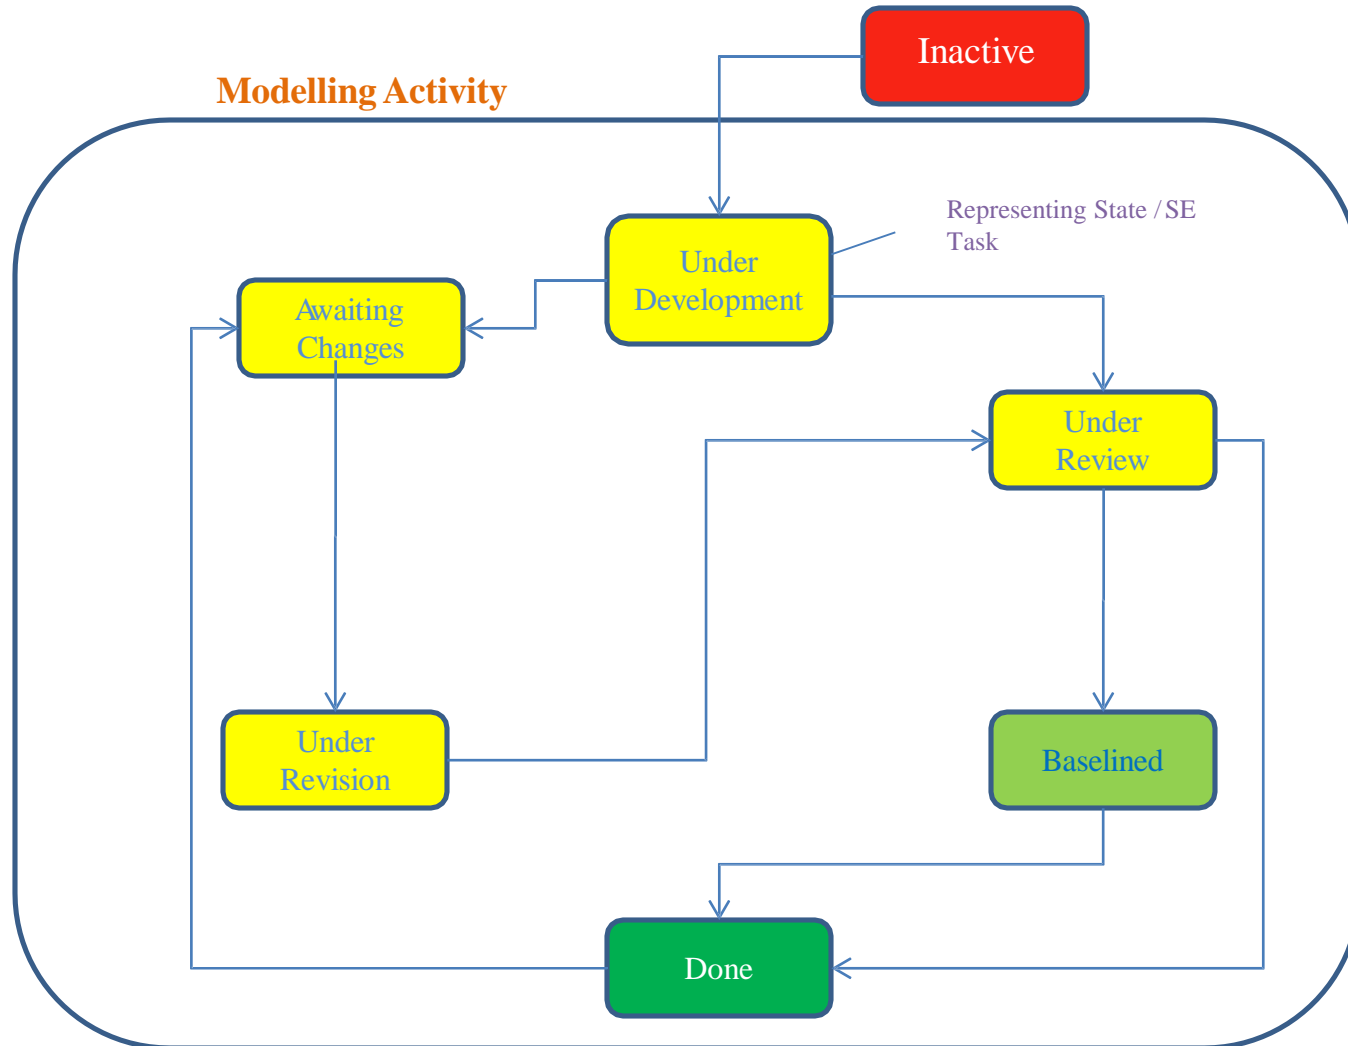 Inactive
Modelling Activity
Representing State / SE
Task
Under
Development
Awaiting
Changes
Under
Review
Under
Revision
Baselined
Done